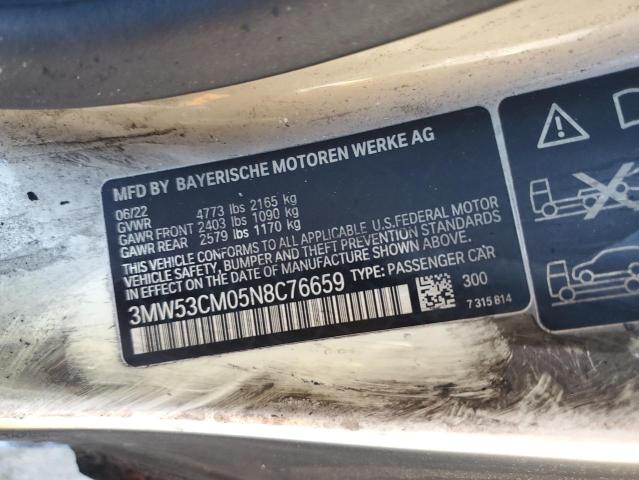 MFD BY BAYERISCHE MOTOREN WERKE AG
06/22
GVWR 4773 lbs 2165 kg
GAWR FRONT 2403 lbs 1090 kg
GAWR REAR 2579 lbs 1170 kg
THIS VEHICLE CONFORMS TO ALL APPLICABLE U.S.FEDERAL MOTOR
VEHICLE SAFETY, BUMPER AND THEFT PREVENTION STANDARDS
IN EFFECT ON THE DATE OF MANUFACTURE SHOWN ABOVE.
3MW53CM05N8C76659 TYPE: PASSENGER CAR
300
7 315 814